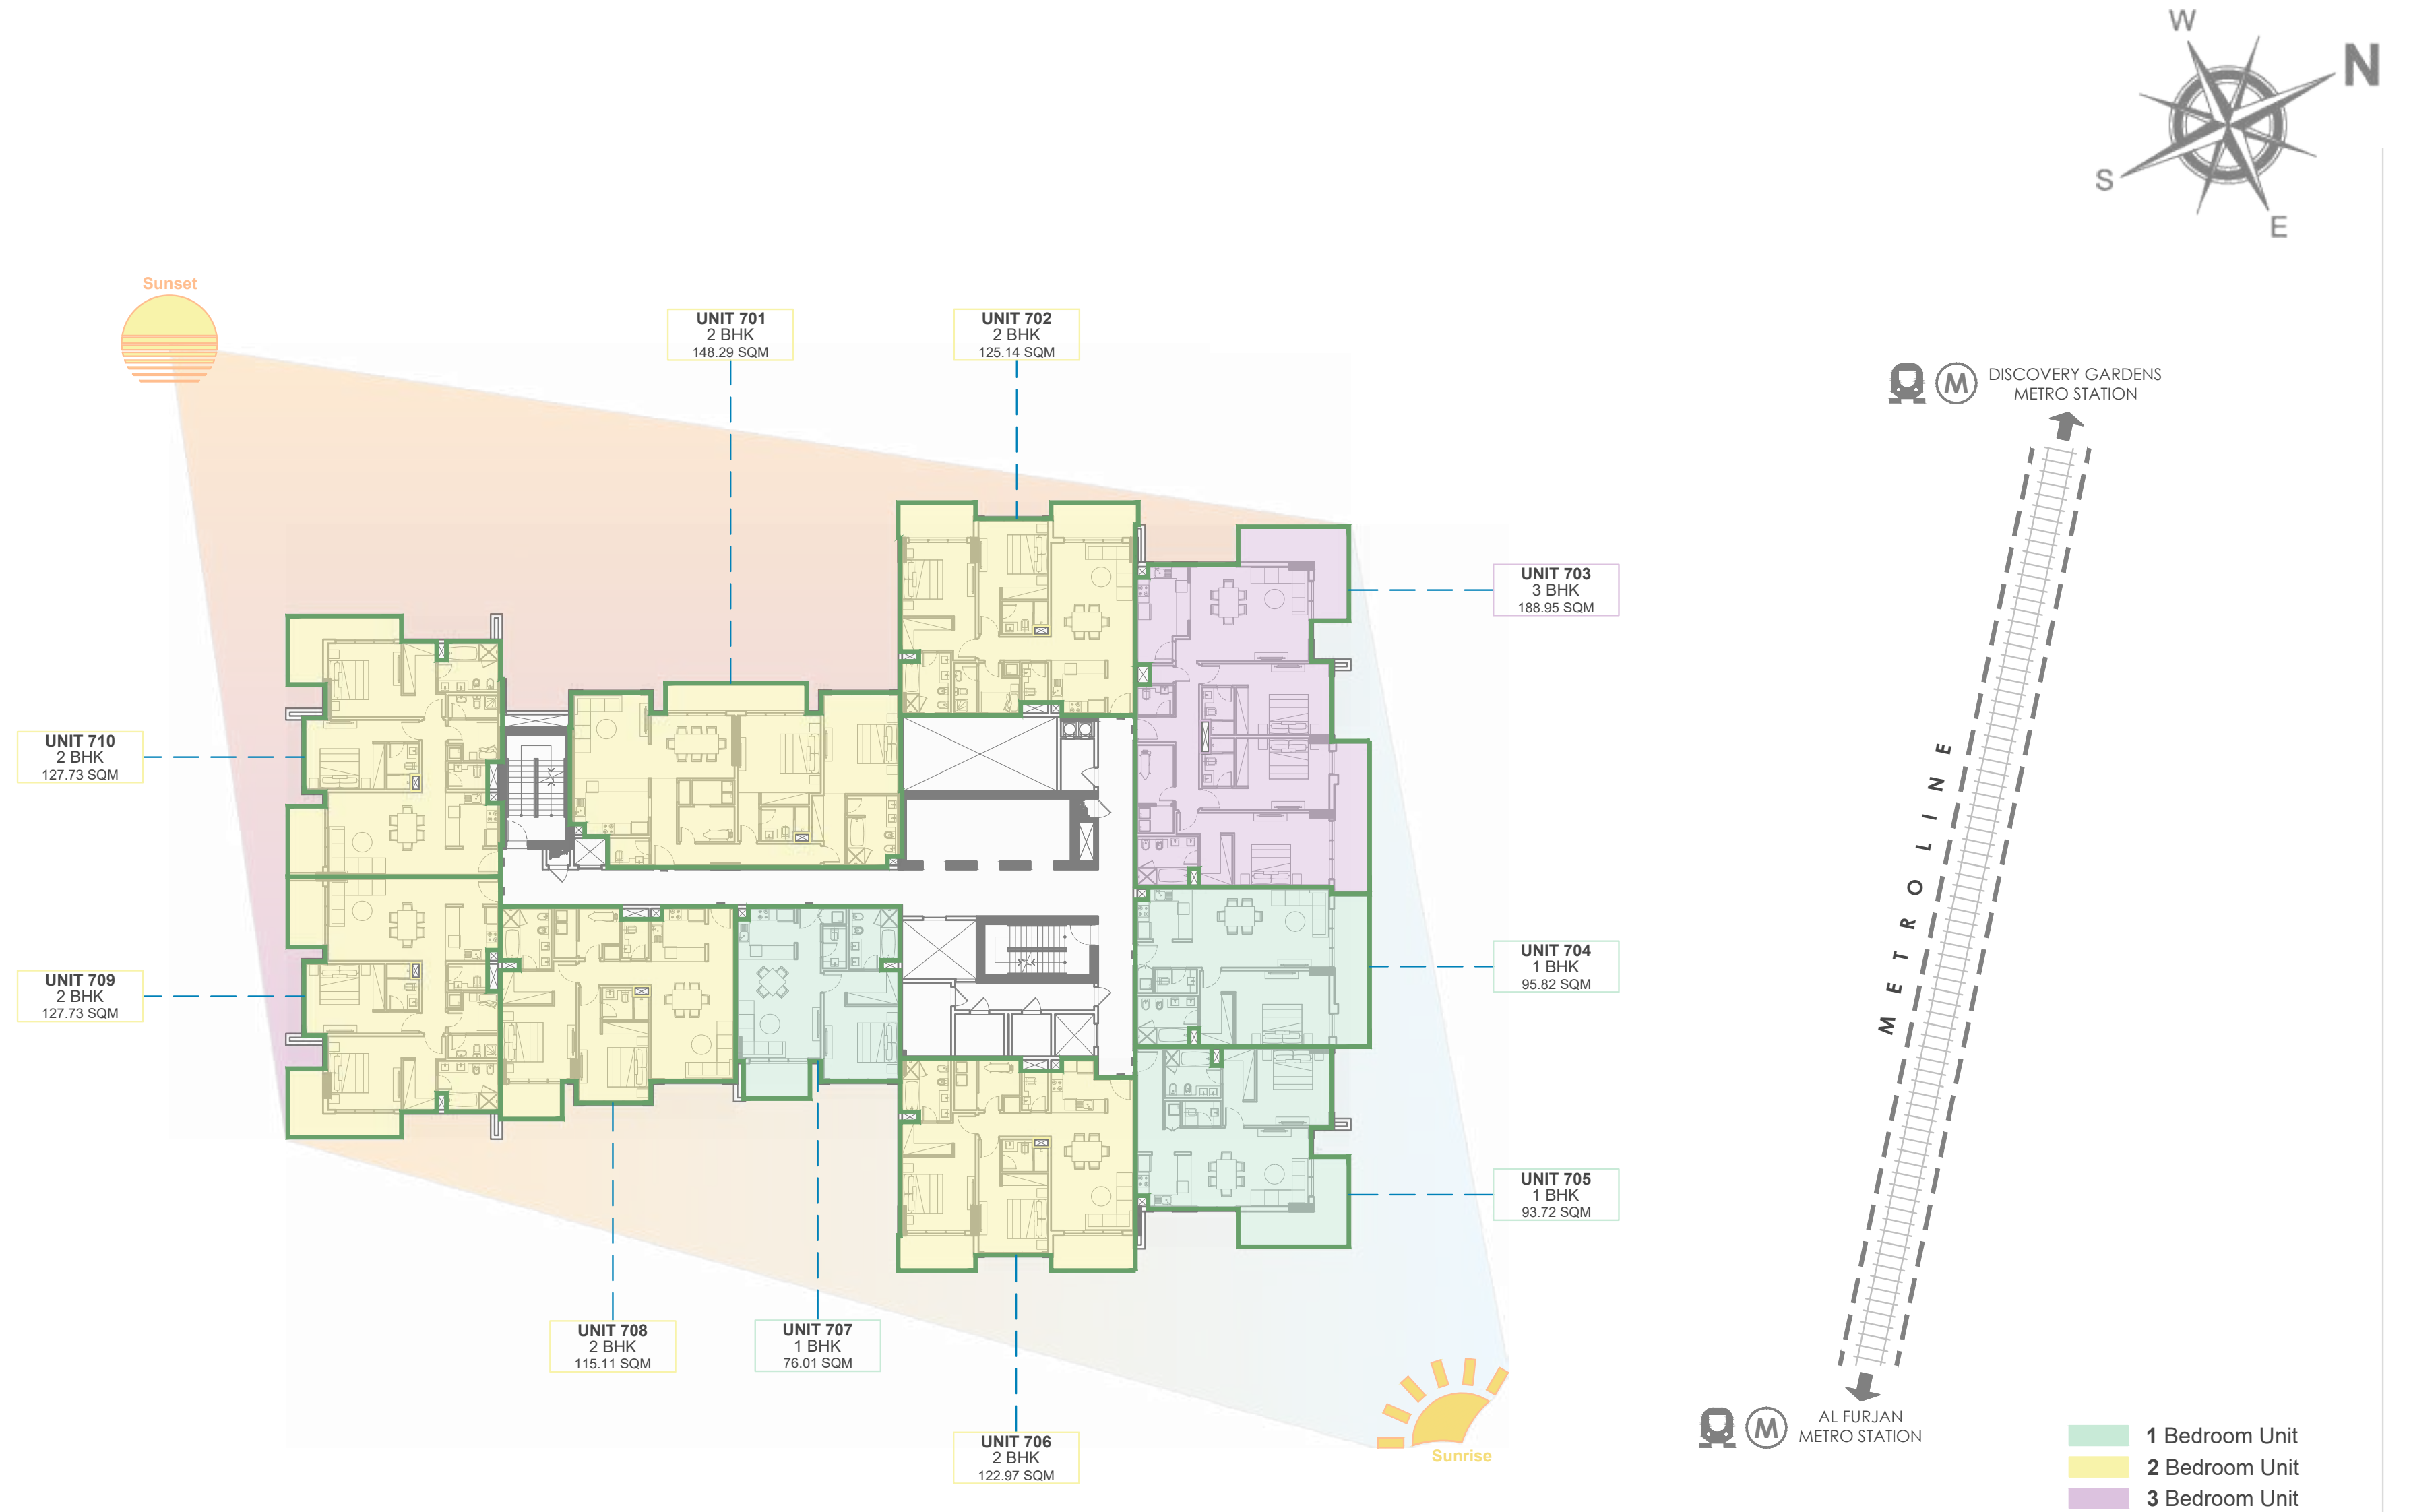 W
N
S
E
Sunset
UNIT 701
2 BHK
148.29 SQM
UNIT 702
2 BHK
125.14 SQM
M
DISCOVERY GARDENS
METRO STATION
UNIT 703
3 BHK
188.95 SQM
UNIT 710
2 BHK
127.73 SQM
METROLINE
UNIT 704
1 BHK
95.82 SQM
UNIT 709
2 BHK
127.73 SQM
UNIT 705
1 BHK
93.72 SQM
UNIT 708
2 BHK
115.11 SQM
UNIT 707
1 BHK
76.01 SQM
UNIT 706
2 BHK
122.97 SQM
Sunrise
M
AL FURJAN
METRO STATION
1 Bedroom Unit
2 Bedroom Unit
3 Bedroom Unit